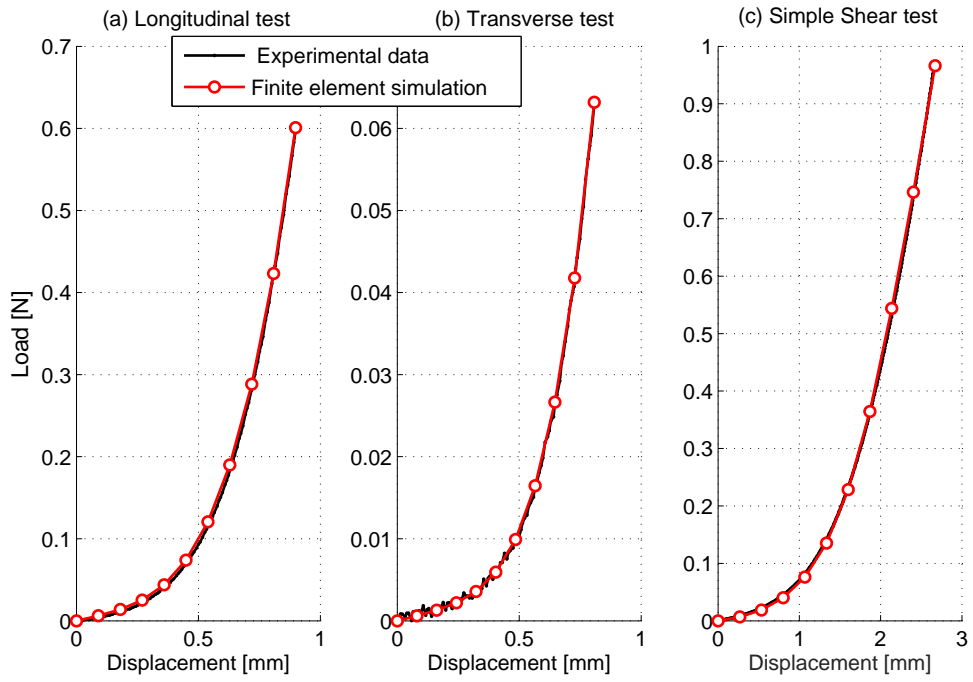 (a) Longitudinal test
(b) Transverse test
(c) Simple Shear test
Experimental data
Finite element simulation
Load [N]
0.7
0.6
0.5
0.4
0.3
0.2
0.1
0
0 0.5 1
Displacement [mm]
0.06
0.05
0.04
0.03
0.02
0.01
0
0 0.5 1
Displacement [mm]
1
0.9
0.8
0.7
0.6
0.5
0.4
0.3
0.2
0.1
0
0 1 2 3
Displacement [mm]